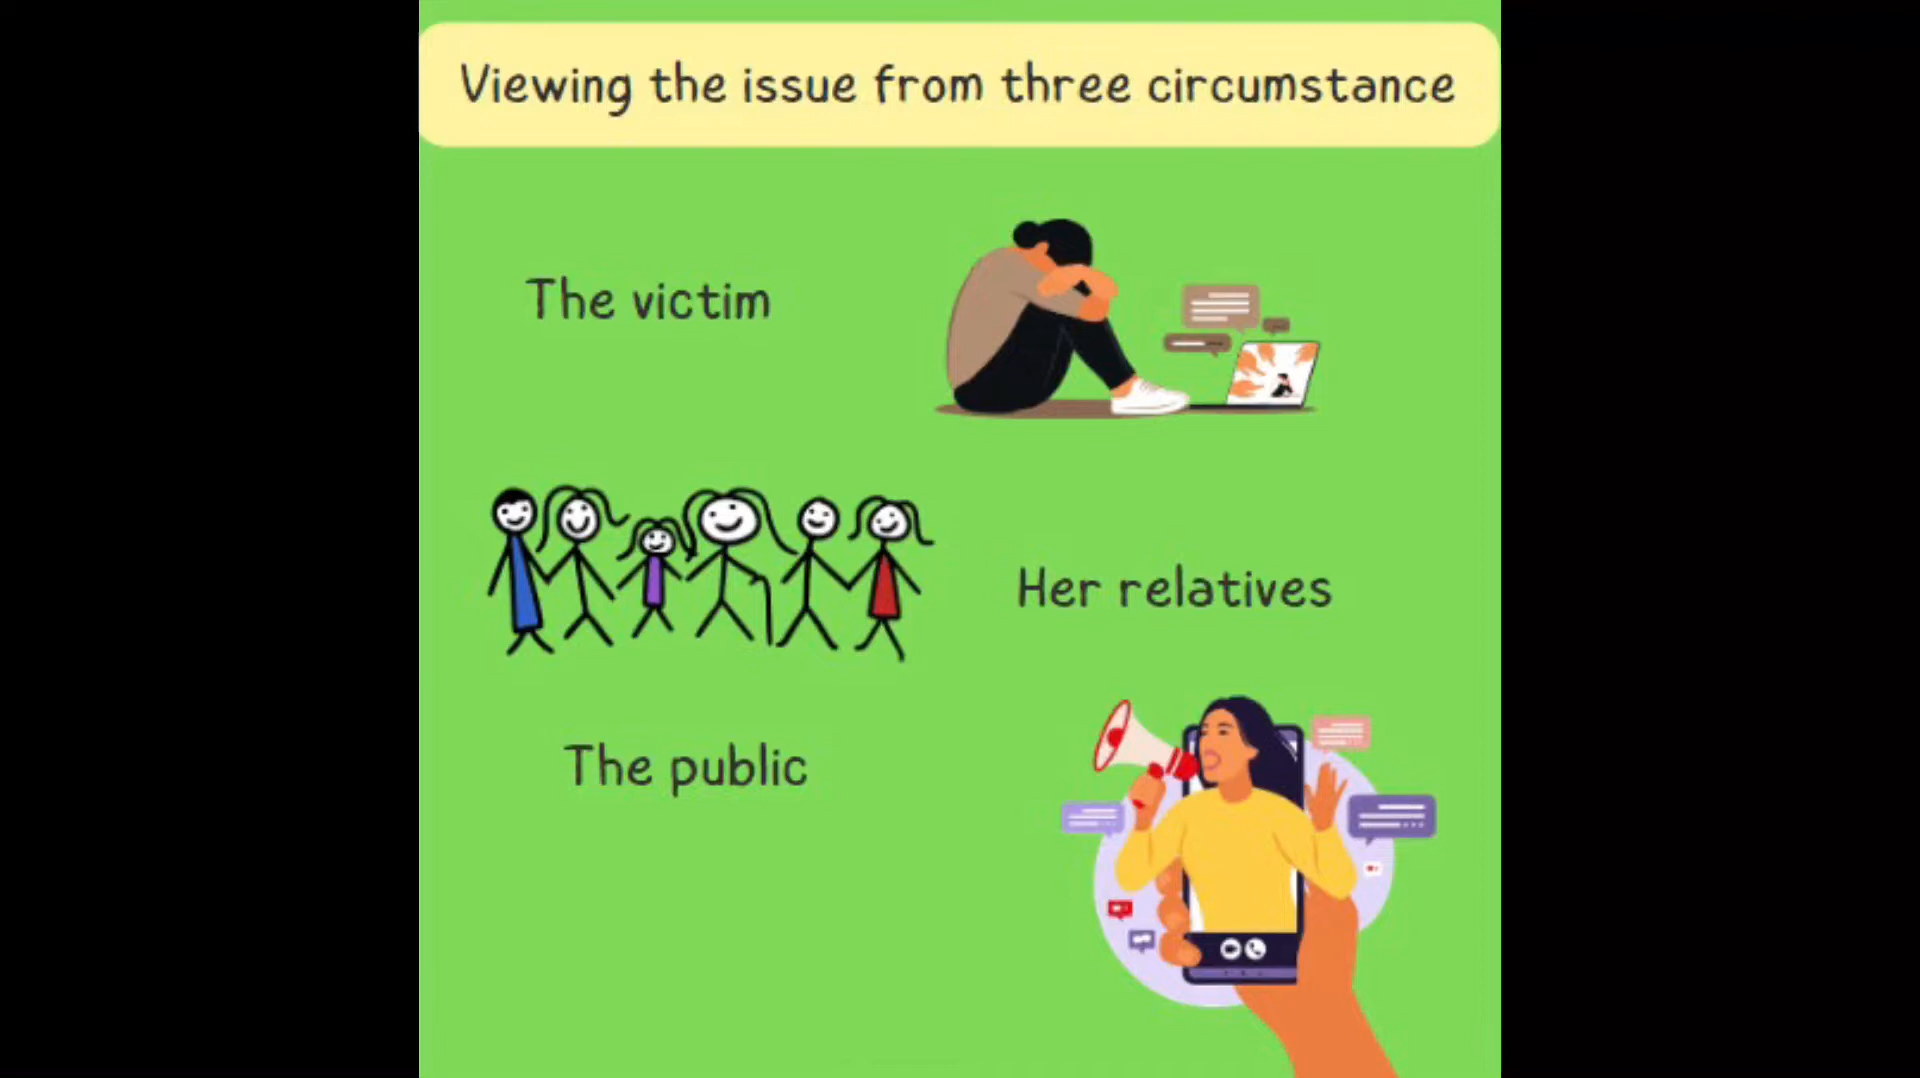 Viewing the issue from three circumstance
The victim
Her relatives
The public